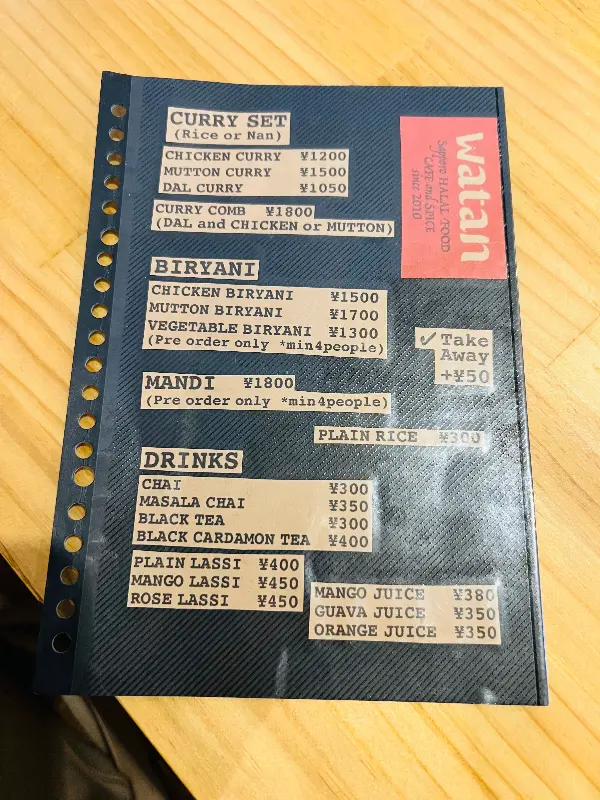 CURRY SET
(Rice or Nan)
CHICKEN CURRY ¥1200
MUTTON CURRY ¥1500
DAL CURRY ¥1050
CURRY COMB ¥1800
(DAL and CHICKEN or MUTTON)
watan
Sapporo HALAL FOOD
CAFE and SPICE
since 2010
BIRYANI
CHICKEN BIRYANI ¥1500
MUTTON BIRYANI ¥1700
VEGETABLE BIRYANI ¥1300
(Pre order only *min4people)
✓ Take
Away
+¥50
MANDI ¥1800
(Pre order only *min4people)
PLAIN RICE ¥300
DRINKS
CHAI ¥300
MASALA CHAI ¥350
BLACK TEA ¥300
BLACK CARDAMON TEA ¥400
PLAIN LASSI ¥400
MANGO LASSI ¥450
ROSE LASSI ¥450
MANGO JUICE ¥380
GUAVA JUICE ¥350
ORANGE JUICE ¥350